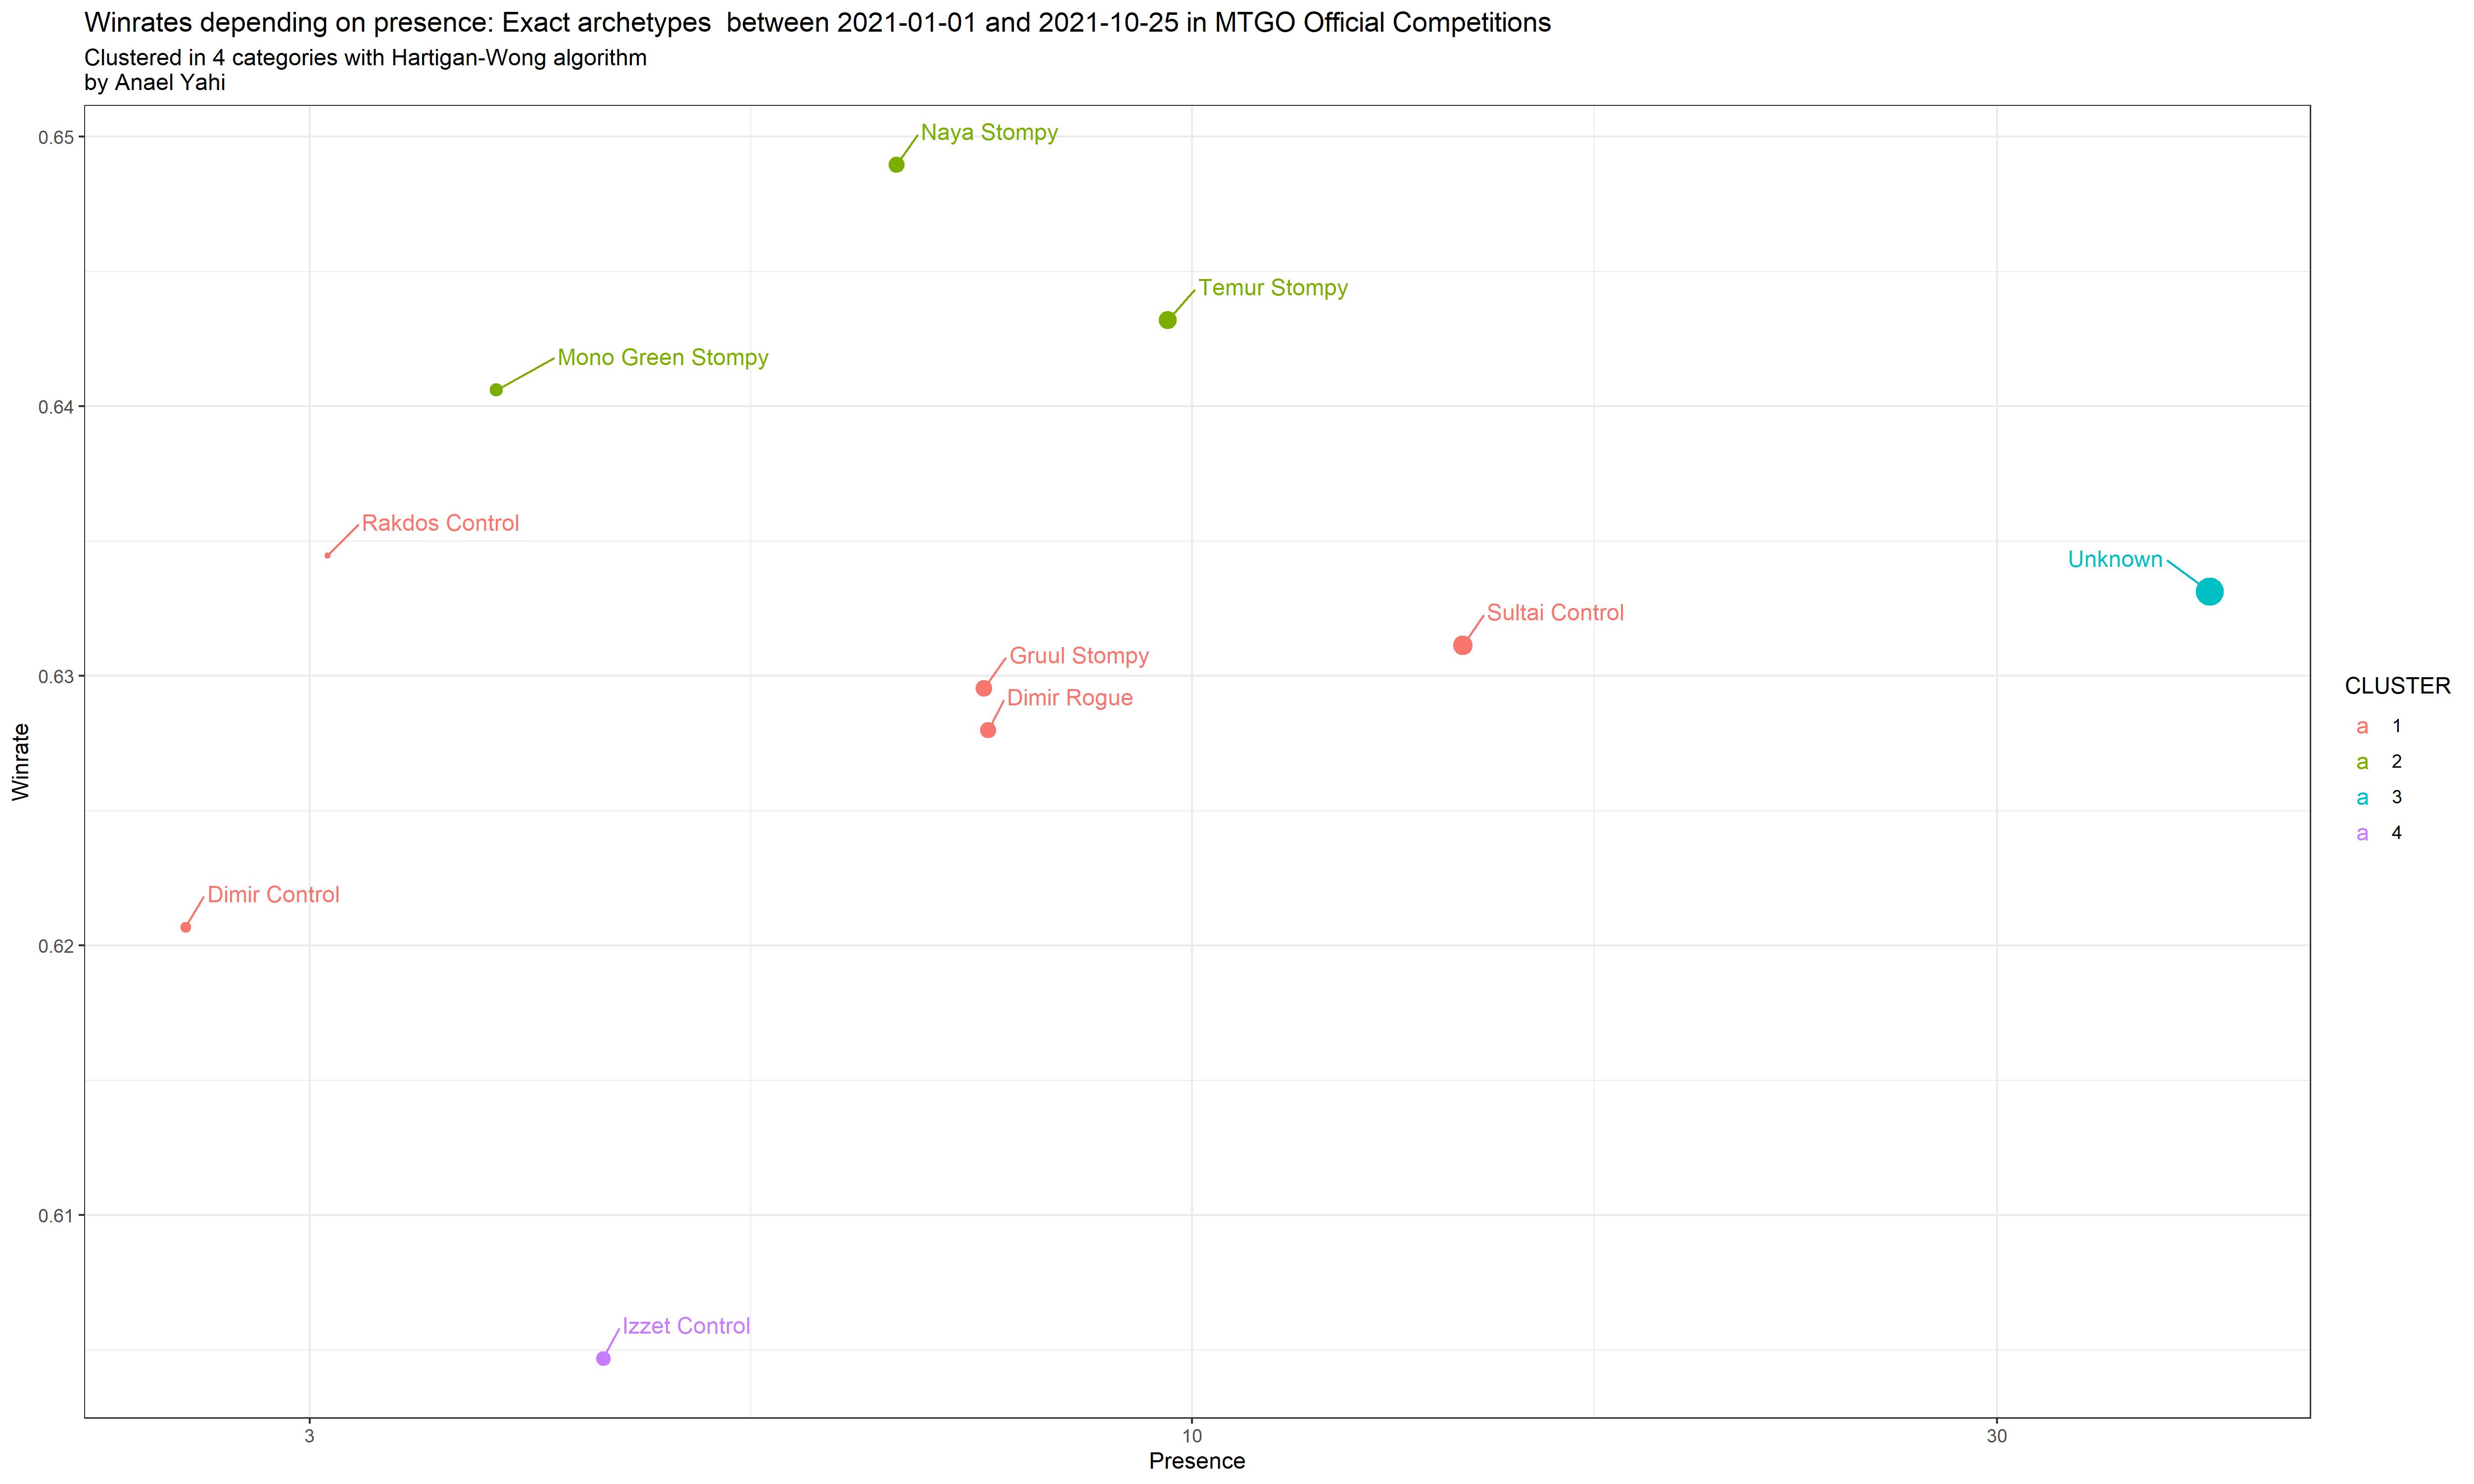 Winrates depending on presence: Exact archetypes  between 2021-01-01 and 2021-10-25 in MTGO Official Competitions
Clustered in 4 categories with Hartigan-Wong algorithm
by Anael Yahi
0.65
Naya Stompy
Temur Stompy
Mono Green Stompy
0.64
Rakdos Control
Unknown
Sultai Control
Gruul Stompy
0.63
Dimir Rogue
CLUSTER
a 1
a 2
a 3
a 4
Winrate
Dimir Control
0.62
0.61
Izzet Control
3
10
30
Presence